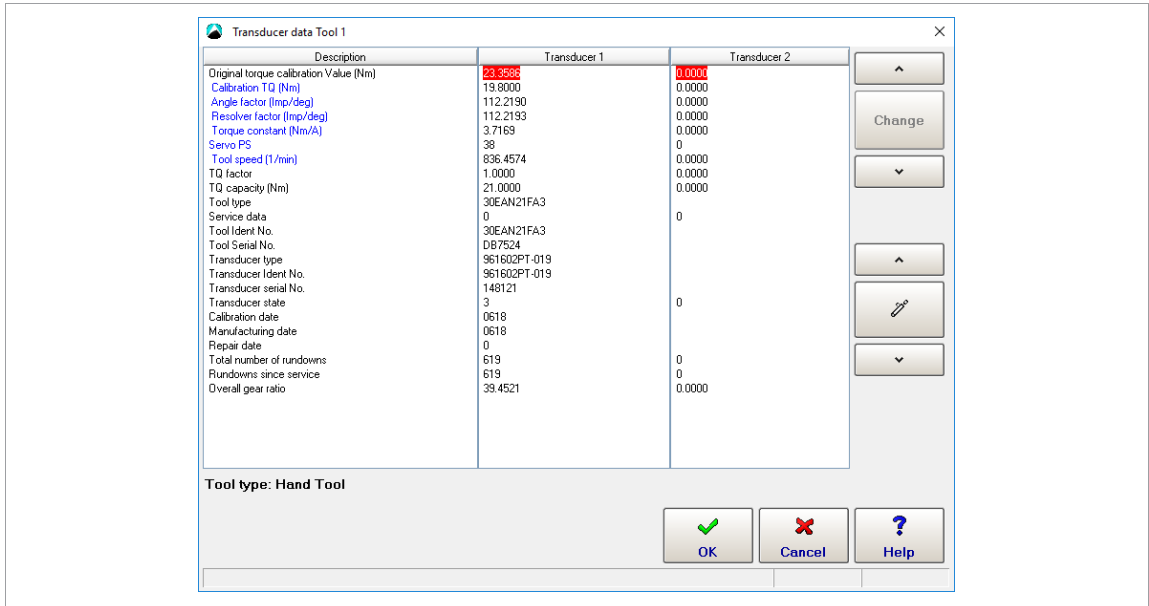 Transducer data Tool 1
Description Transducer 1 Transducer 2
Original torque calibration Value (Nm) 23.3586 0.0000
Calibration TQ (Nm) 19.8000 0.0000
Angle factor (Imp/deg) 112.2190 0.0000
Resolver factor (Imp/deg) 112.2193 0.0000
Torque constant (Nm/A) 3.7169 0.0000
Servo PS 38 0
Tool speed (1/min) 836.4574 0.0000
TQ factor 1.0000 0.0000
TQ capacity (Nm) 21.0000 0.0000
Tool type 30EAN21FA3
Service data 0 0
Tool Ident No. 30EAN21FA3
Tool Serial No. DB7524
Transducer type 961602PT-019
Transducer Ident No. 961602PT-019
Transducer serial No. 148121
Transducer state 3 0
Calibration date 0618
Manufacturing date 0618
Repair date 0
Total number of rundowns 619 0
Rundowns since service 619 0
Overall gear ratio 39.4521 0.0000
Change
Tool type: Hand Tool
OK Cancel Help